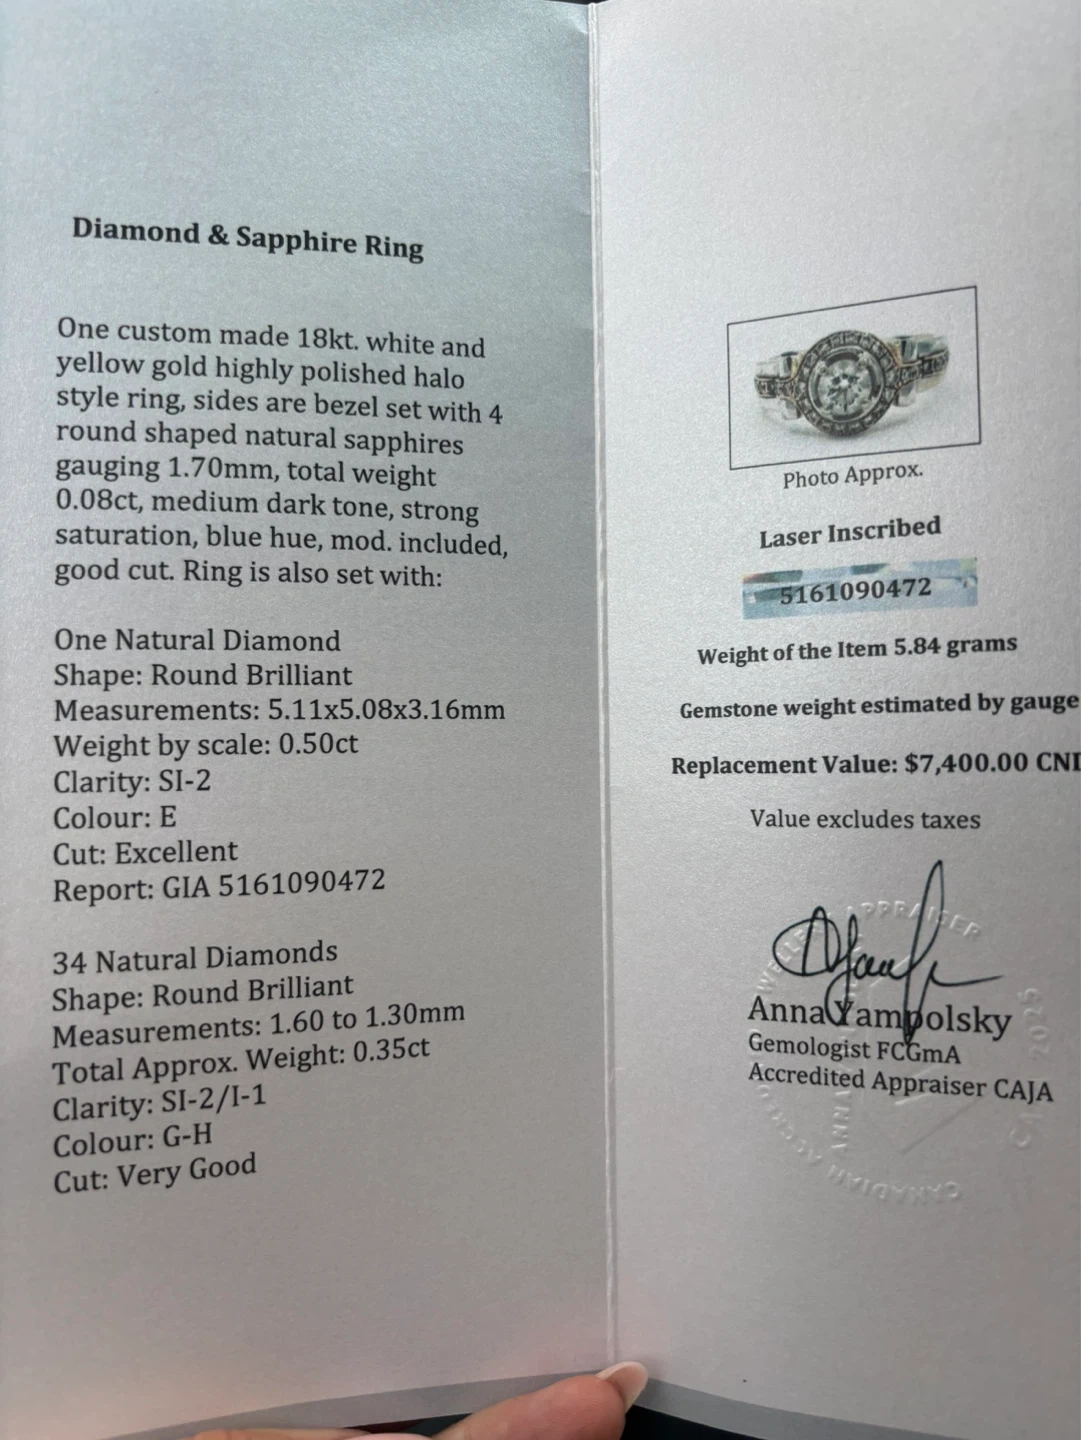 Diamond & Sapphire Ring
One custom made 18kt. white and
yellow gold highly polished halo
style ring, sides are bezel set with 4
round shaped natural sapphires
gauging 1.70mm, total weight
0.08ct, medium dark tone, strong
saturation, blue hue, mod. included,
good cut. Ring is also set with:
One Natural Diamond
Shape: Round Brilliant
Measurements: 5.11x5.08x3.16mm
Weight by scale: 0.50ct
Clarity: SI-2
Colour: E
Cut: Excellent
Report: GIA 5161090472
34 Natural Diamonds
Shape: Round Brilliant
Measurements: 1.60 to 1.30mm
Total Approx. Weight: 0.35ct
Clarity: SI-2/I-1
Colour: G-H
Cut: Very Good
Photo Approx.
Laser Inscribed
5161090472
Weight of the Item 5.84 grams
Gemstone weight estimated by gauge
Replacement Value: $7,400.00
Value excludes taxes
Anna Yampolsky
Gemologist FCGmA
Accredited Appraiser CAJA
APPRAISER
CANADIAN
2025